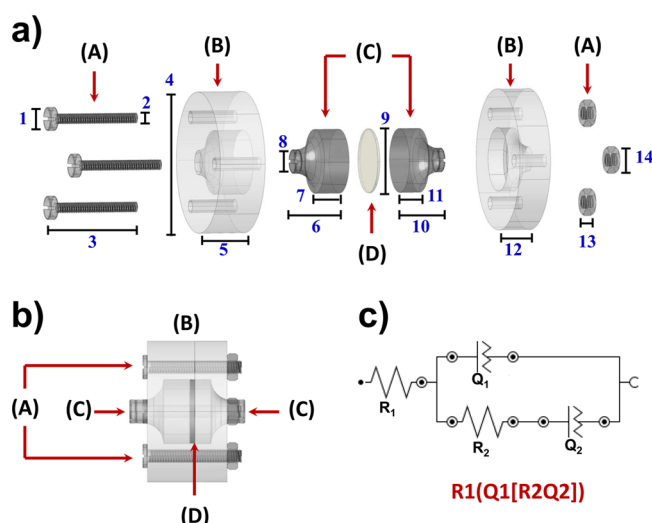 a)
(A)
(B)
(C)
(B)
(A)
1
2
3
4
5
6
7
8
9
10
11
12
13
14
(D)
b)
(B)
(A)
(C)
(C)
(D)
c)
Q1
R1
R2
Q2
R1(Q1[R2Q2])